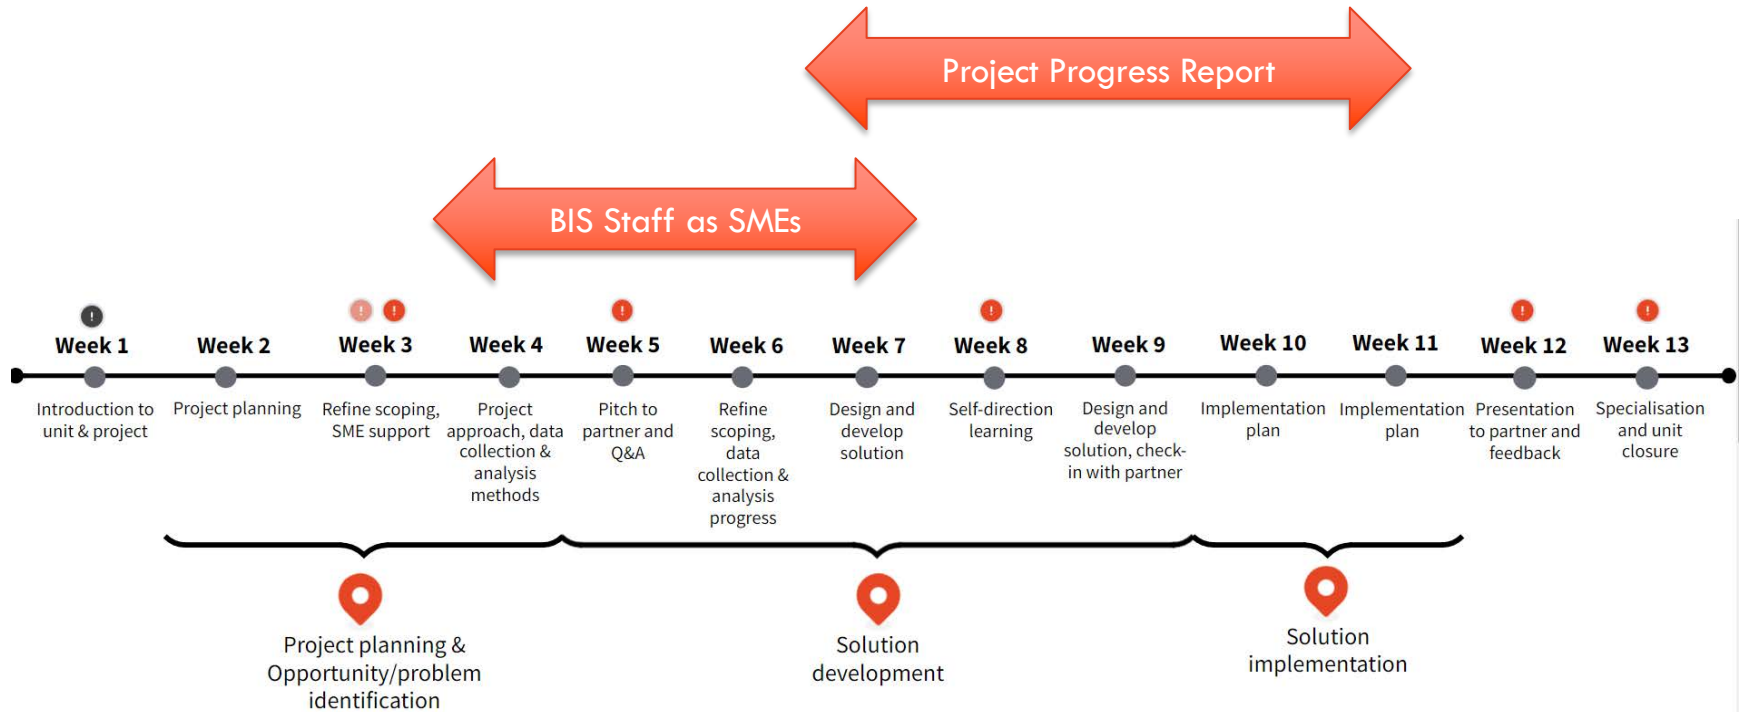 Project Progress Report
BIS Staff as SMEs
!
! !
!
!
!
!
Week 1
Week 2
Week 3
Week 4
Week 5
Week 6
Week 7
Week 8
Week 9
Week 10
Week 11
Week 12
Week 13
Introduction to
unit & project
Project planning
Refine scoping,
SME support
Project
approach, data
collection &
analysis
methods
Pitch to
partner and
Q&A
Refine
scoping,
data
collection &
analysis
progress
Design and
develop
solution
Self-direction
learning
Design and
develop
solution, check-
in with partner
Implementation
plan
Implementation
plan
Presentation
to partner and
feedback
Specialisation
and unit
closure
Project planning &
Opportunity/problem
identification
Solution
development
Solution
implementation